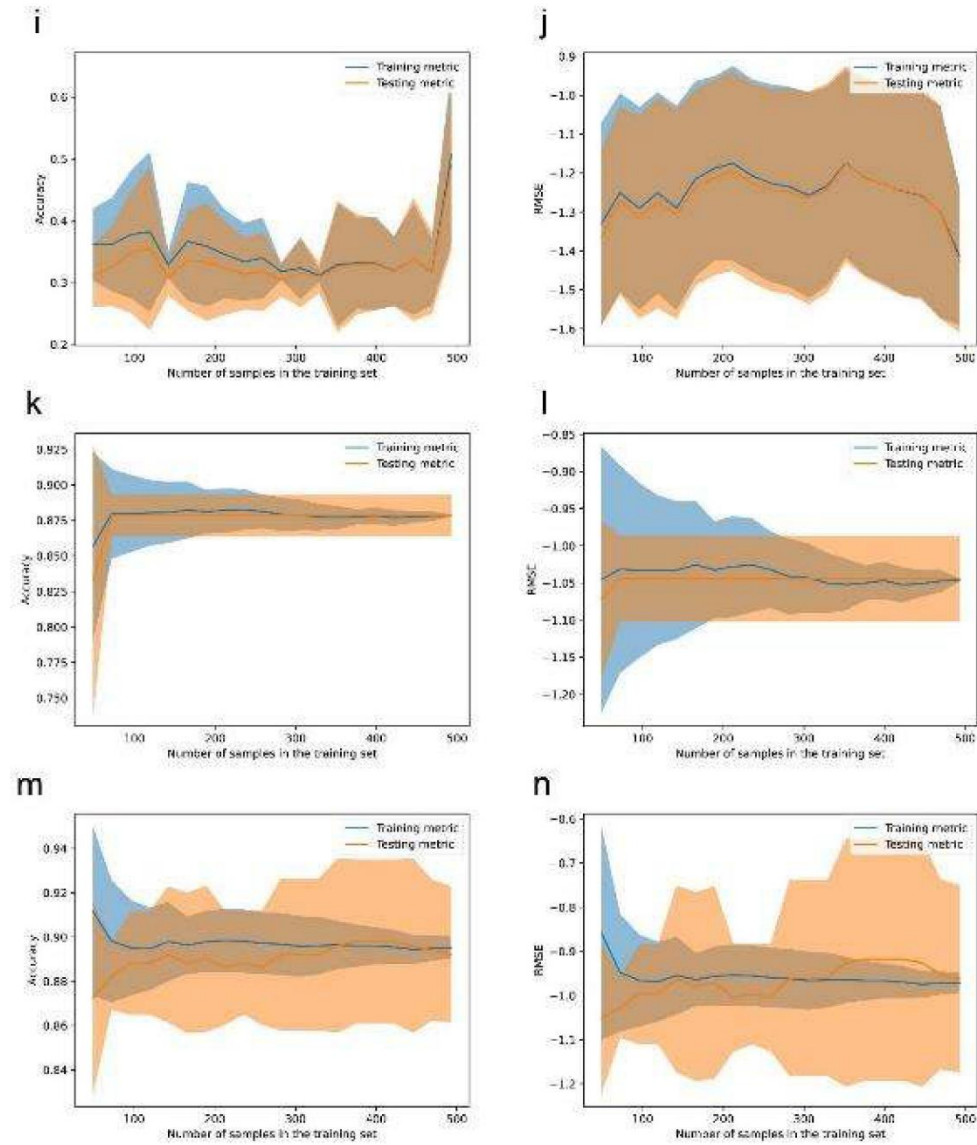 i
Accuracy
0.6
0.5
0.4
0.3
0.2
Training metric
Testing metric
100 200 300 400 500
Number of samples in the training set
j
RMSE
−0.9
−1.0
−1.1
−1.2
−1.3
−1.4
−1.5
−1.6
Training metric
Testing metric
100 200 300 400 500
Number of samples in the training set
k
Accuracy
0.925
0.900
0.875
0.850
0.825
0.800
0.775
0.750
Training metric
Testing metric
100 200 300 400 500
Number of samples in the training set
l
RMSE
−0.85
−0.90
−0.95
−1.00
−1.05
−1.10
−1.15
−1.20
Training metric
Testing metric
100 200 300 400 500
Number of samples in the training set
m
Accuracy
0.94
0.92
0.90
0.88
0.86
0.84
Training metric
Testing metric
100 200 300 400 500
Number of samples in the training set
n
RMSE
−0.6
−0.7
−0.8
−0.9
−1.0
−1.1
−1.2
Training metric
Testing metric
100 200 300 400 500
Number of samples in the training set